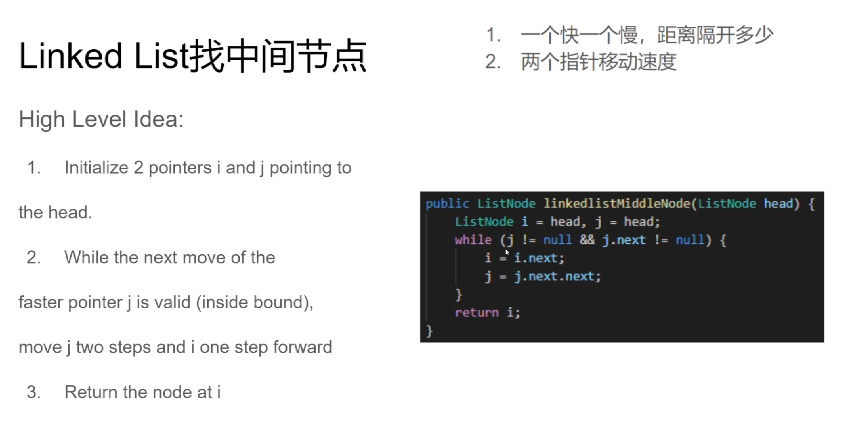 Linked List找中间节点
High Level Idea:
1. Initialize 2 pointers i and j pointing to
the head.
2. While the next move of the
faster pointer j is valid (inside bound),
move j two steps and i one step forward
3. Return the node at i
1. 一个快一个慢，距离隔开多少
2. 两个指针移动速度
public ListNode linkedlistMiddleNode(ListNode head) {
    ListNode i = head, j = head;
    while (j != null && j.next != null) {
        i = i.next;
        j = j.next.next;
    }
    return i;
}